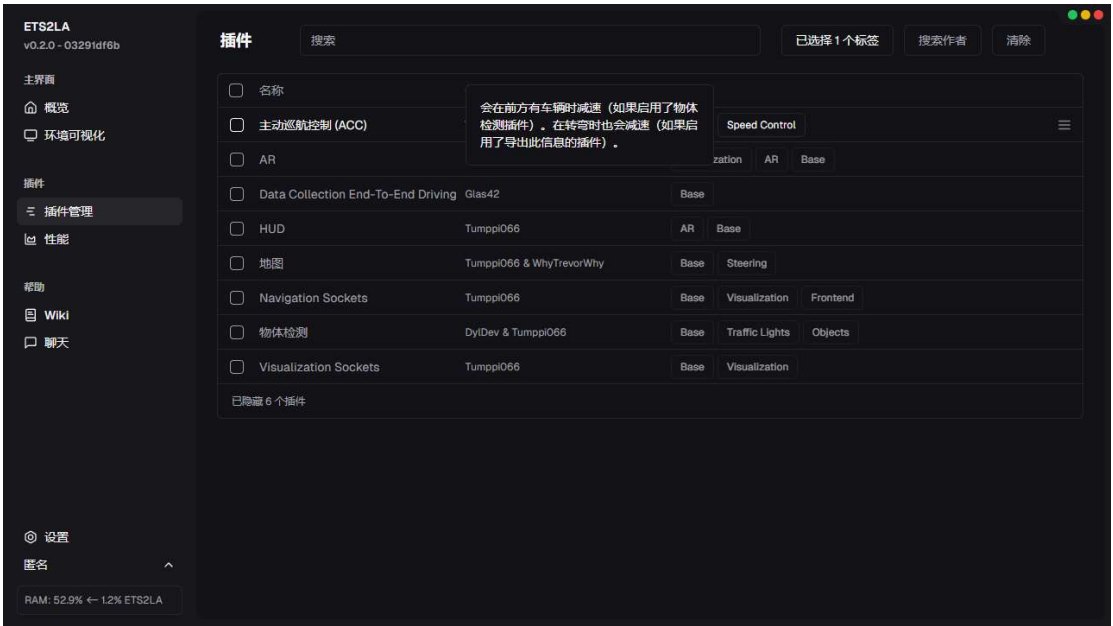 ETS2LA
v0.2.0 - 03291df6b
主界面
概览
环境可视化
插件
插件管理
性能
帮助
Wiki
聊天
设置
匿名
RAM: 52.9% ← 1.2% ETS2LA
插件
搜索
已选择 1 个标签
搜索作者
清除
名称
会在前方有车辆时减速（如果启用了物体
检测插件）。在转弯时也会减速（如果启
用了导出此信息的插件）。
主动巡航控制 (ACC) Speed Control
AR zation AR Base
Data Collection End-To-End Driving Glas42 Base
HUD Tumppi066 AR Base
地图 Tumppi066 & WhyTrevorWhy Base Steering
Navigation Sockets Tumppi066 Base Visualization Frontend
物体检测 DylDev & Tumppi066 Base Traffic Lights Objects
Visualization Sockets Tumppi066 Base Visualization
已隐藏 6 个插件